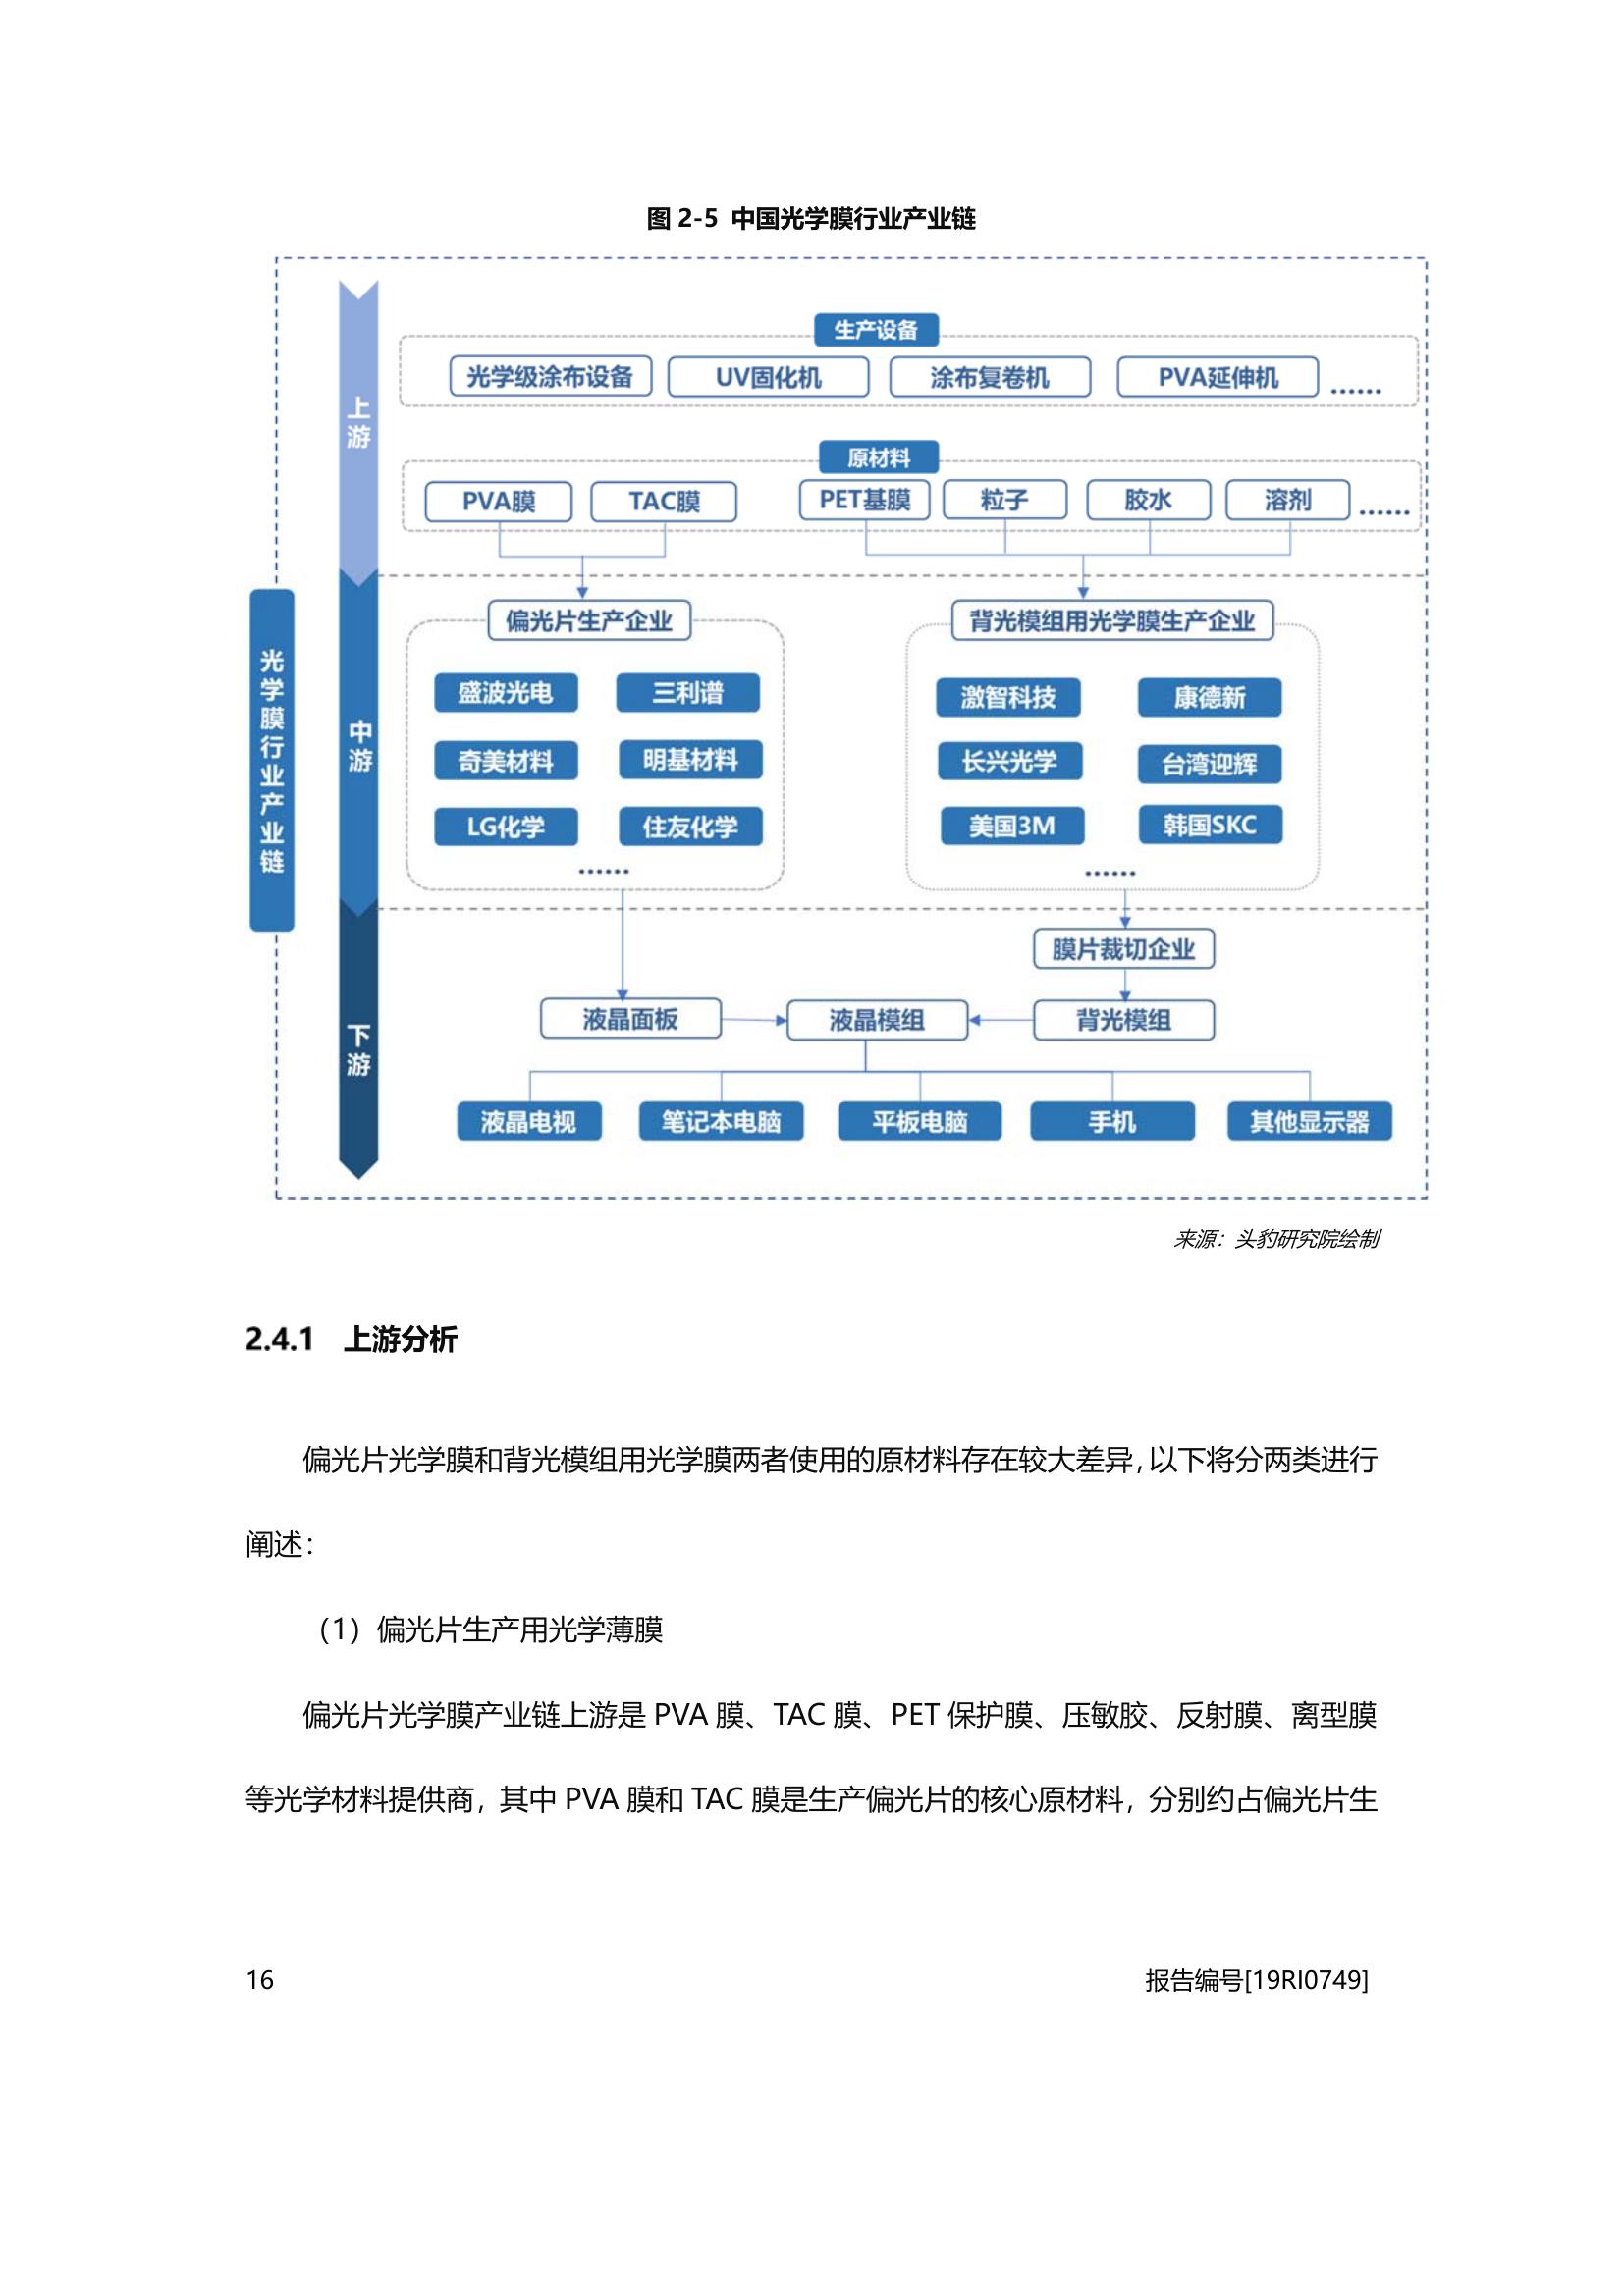 图 2-5 中国光学膜行业产业链
生产设备
光学级涂布设备 UV固化机 涂布复卷机 PVA延伸机 ……
上游
原材料
PVA膜 TAC膜 PET基膜 粒子 胶水 溶剂 ……
光学膜行业产业链
中游
偏光片生产企业 背光模组用光学膜生产企业
盛波光电 三利谱 激智科技 康德新
奇美材料 明基材料 长兴光学 台湾迎辉
LG化学 住友化学 美国3M 韩国SKC
…… ……
下游
膜片裁切企业
液晶面板 液晶模组 背光模组
液晶电视 笔记本电脑 平板电脑 手机 其他显示器
来源：头豹研究院绘制
2.4.1 上游分析
偏光片光学膜和背光模组用光学膜两者使用的原材料存在较大差异，以下将分两类进行
阐述：
（1）偏光片生产用光学薄膜
偏光片光学膜产业链上游是 PVA 膜、TAC 膜、PET 保护膜、压敏胶、反射膜、离型膜
等光学材料提供商，其中 PVA 膜和 TAC 膜是生产偏光片的核心原材料，分别约占偏光片生
16 报告编号[19RI0749]